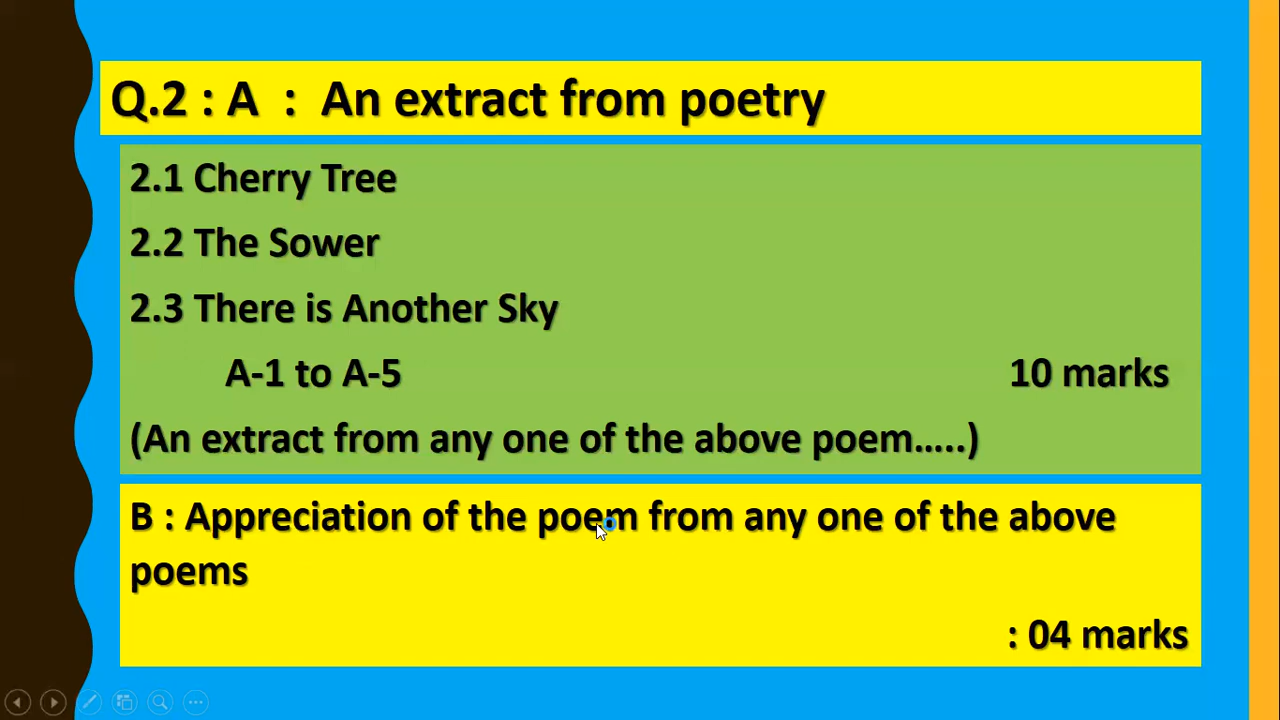 Q.2 : A : An extract from poetry
2.1 Cherry Tree
2.2 The Sower
2.3 There is Another Sky
A-1 to A-5 10 marks
(An extract from any one of the above poem…..)
B : Appreciation of the poem from any one of the above
poems
: 04 marks